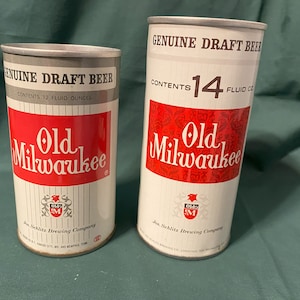 GENUINE DRAFT BEER
CONTENTS 12 FLUID OUNCES
Old
Milwaukee
Jos. Schlitz Brewing Company
GENUINE DRAFT BEER
CONTENTS 14 FLUID OZ
Old
Milwaukee
Jos. Schlitz Brewing Company